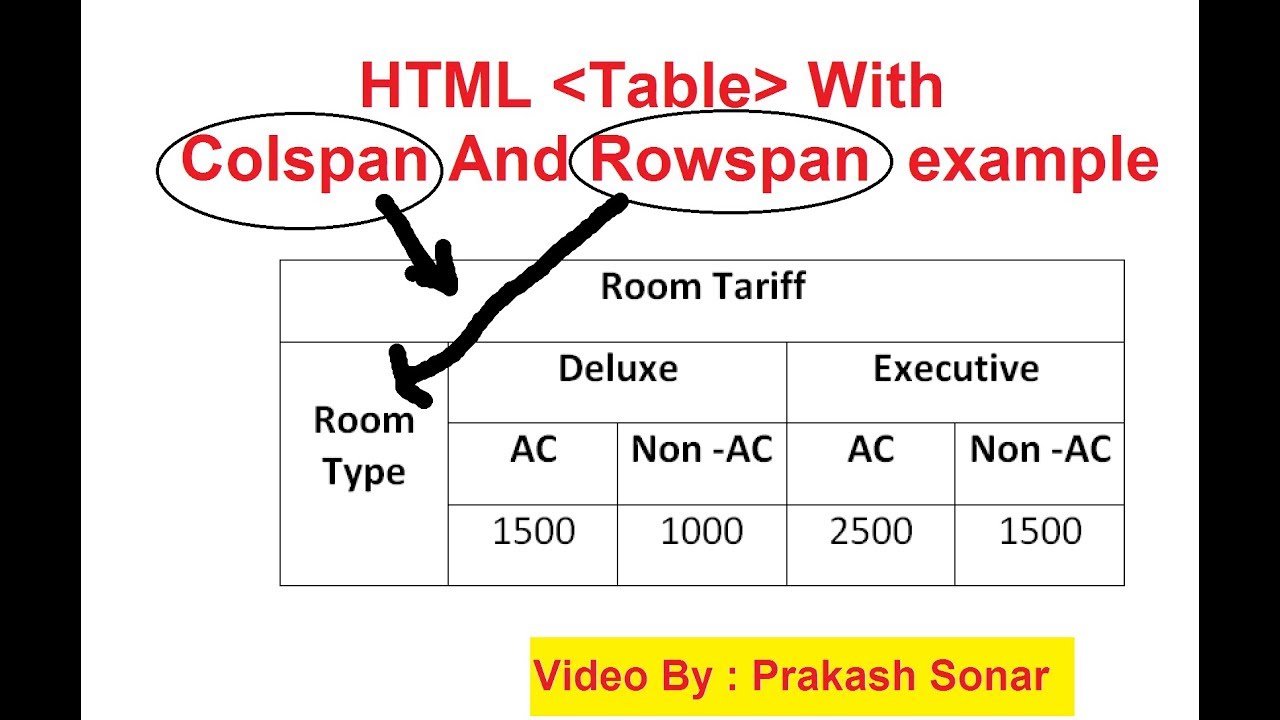 HTML <Table> With
Colspan And Rowspan example
Room Tariff
Room Type
Deluxe Executive
AC Non -AC AC Non -AC
1500 1000 2500 1500
Video By : Prakash Sonar